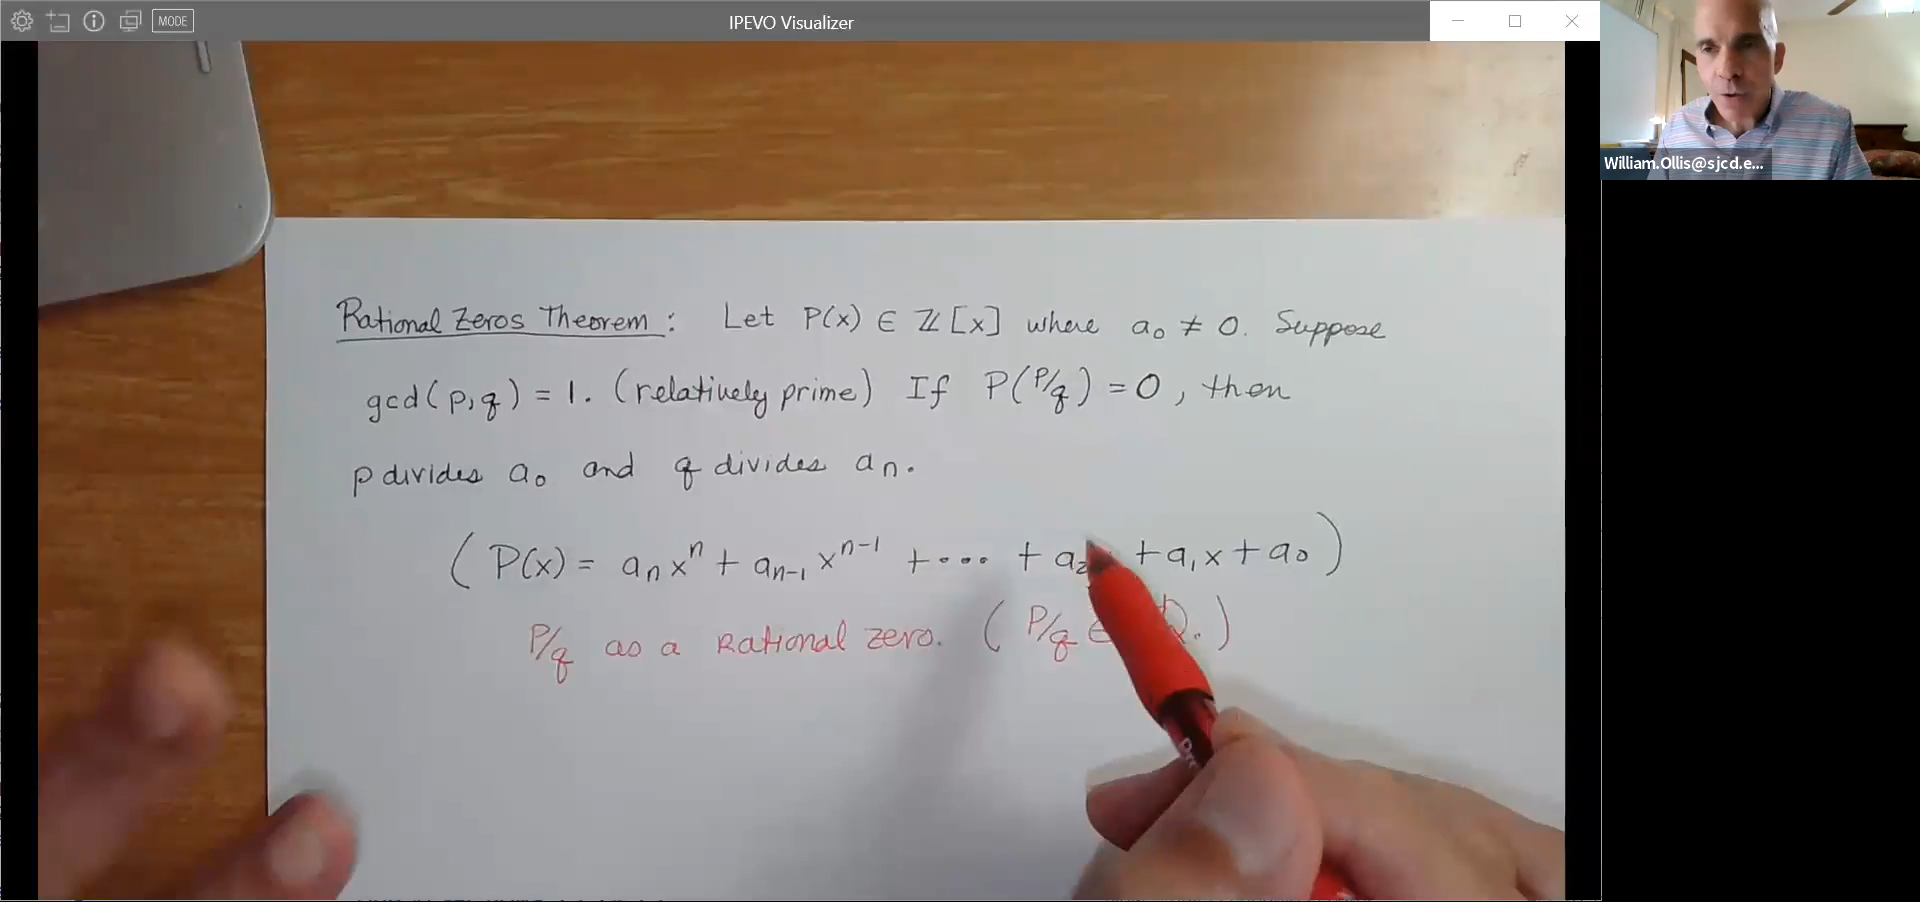 MODE
IPEVO Visualizer
William.Ollis@sjcd.e...
Rational Zeros Theorem: Let P(x) ∈ ℤ[x] where a₀ ≠ 0. Suppose
gcd(p,q) = 1. (relatively prime) If P(P/q) = 0, then
p divides a₀ and q divides aₙ.
(P(x) = aₙxⁿ + aₙ₋₁xⁿ⁻¹ + ··· + a₂ + a₁x + a₀)
P/q as a Rational zero. (P/q ∈ ℚ.)